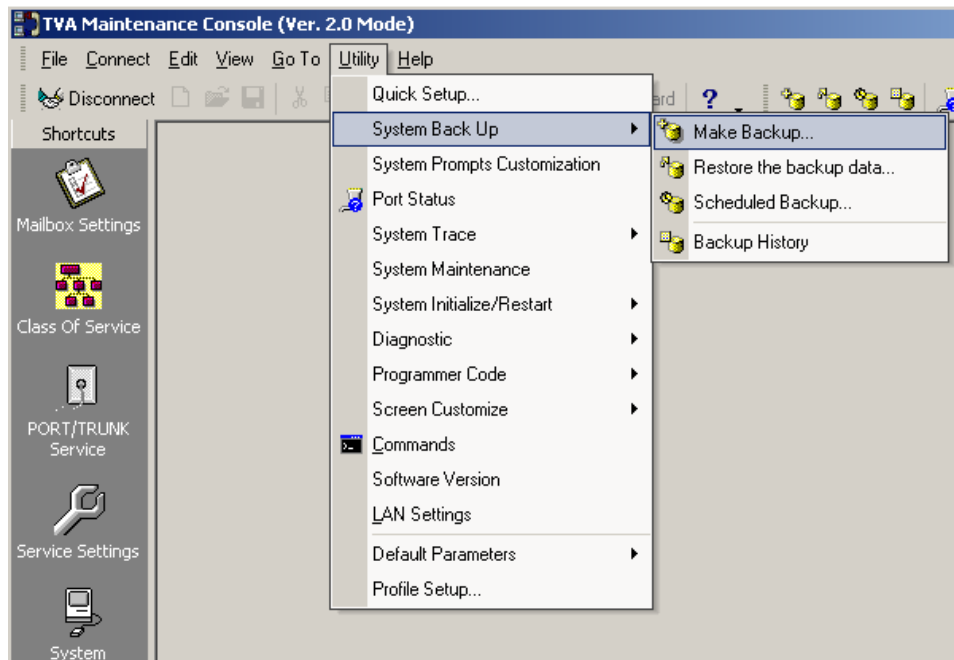 TVA Maintenance Console (Ver. 2.0 Mode)
File Connect Edit View Go To Utility Help
Disconnect ?
Shortcuts
Mailbox Settings
Class Of Service
PORT/TRUNK
Service
Service Settings
System
Quick Setup...
System Back Up
System Prompts Customization
Port Status
System Trace
System Maintenance
System Initialize/Restart
Diagnostic
Programmer Code
Screen Customize
Commands
Software Version
LAN Settings
Default Parameters
Profile Setup...
Make Backup...
Restore the backup data...
Scheduled Backup...
Backup History